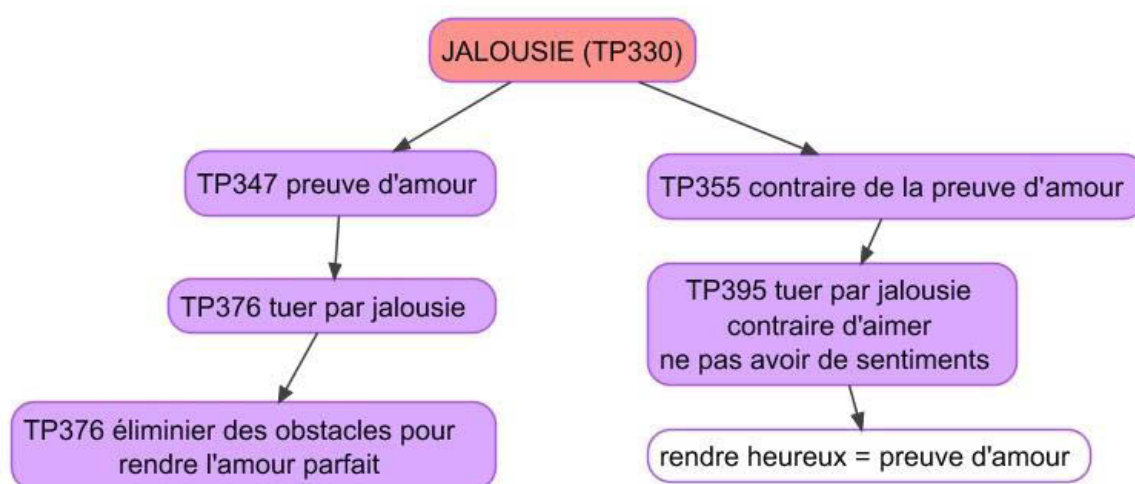 JALOUSIE (TP330)
TP347 preuve d'amour
TP355 contraire de la preuve d'amour
TP376 tuer par jalousie
TP395 tuer par jalousie
contraire d'aimer
ne pas avoir de sentiments
TP376 éliminier des obstacles pour
rendre l'amour parfait
rendre heureux = preuve d'amour